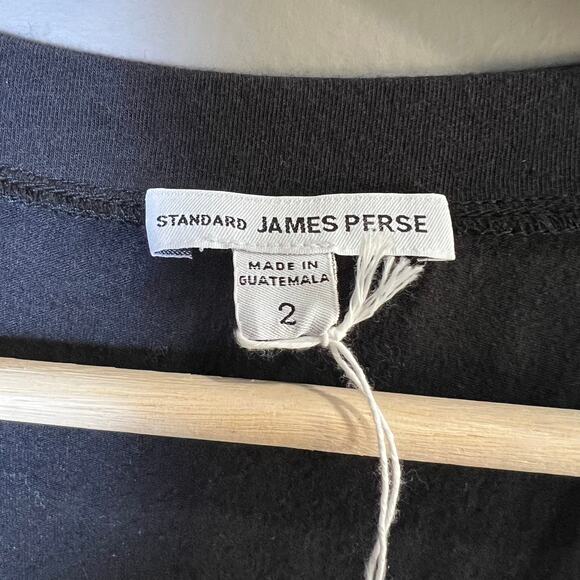 STANDARD JAMES PERSE
MADE IN
GUATEMALA
2